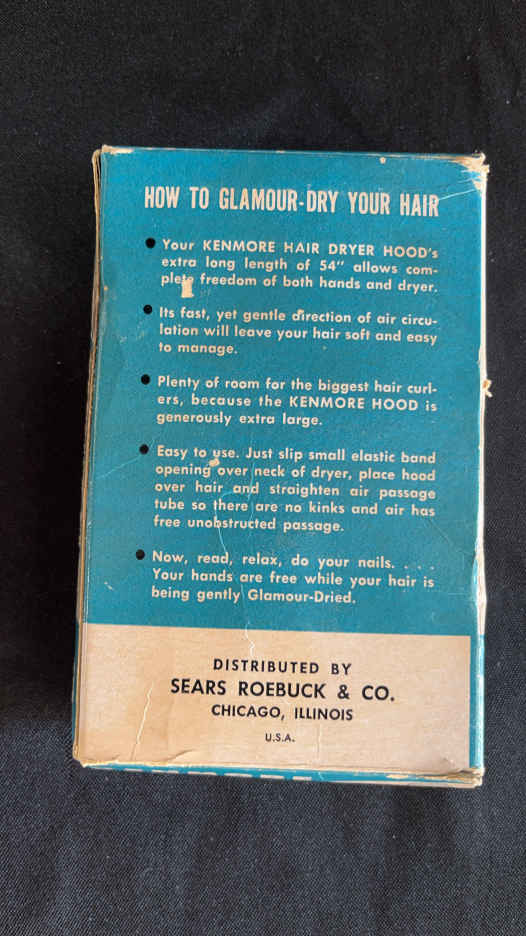 HOW TO GLAMOUR-DRY YOUR HAIR
● Your KENMORE HAIR DRYER HOOD's
extra long length of 54" allows com-
plete freedom of both hands and dryer.
● Its fast, yet gentle direction of air circu-
lation will leave your hair soft and easy
to manage.
● Plenty of room for the biggest hair curl-
ers, because the KENMORE HOOD is
generously extra large.
● Easy to use. Just slip small elastic band
opening over neck of dryer, place hood
over hair and straighten air passage
tube so there are no kinks and air has
free unobstructed passage.
● Now, read, relax, do your nails. . . .
Your hands are free while your hair is
being gently Glamour-Dried.
DISTRIBUTED BY
SEARS ROEBUCK & CO.
CHICAGO, ILLINOIS
U.S.A.